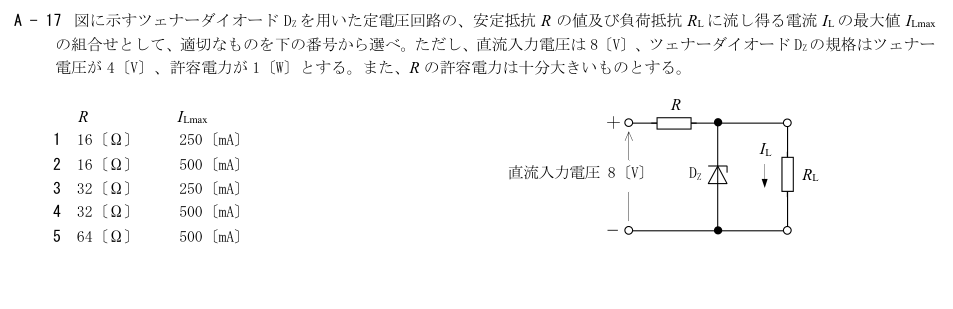 A - 17 図に示すツェナーダイオード DZ を用いた定電圧回路の、安定抵抗 R の値及び負荷抵抗 RL に流し得る電流 IL の最大値 ILmax
の組合せとして、適切なものを下の番号から選べ。ただし、直流入力電圧は 8〔V〕、ツェナーダイオード DZ の規格はツェナー
電圧が 4〔V〕、許容電力が 1〔W〕とする。また、R の許容電力は十分大きいものとする。
R ILmax
1 16〔Ω〕 250〔mA〕
2 16〔Ω〕 500〔mA〕
3 32〔Ω〕 250〔mA〕
4 32〔Ω〕 500〔mA〕
5 64〔Ω〕 500〔mA〕
R
+
IL
直流入力電圧 8〔V〕 DZ RL
-